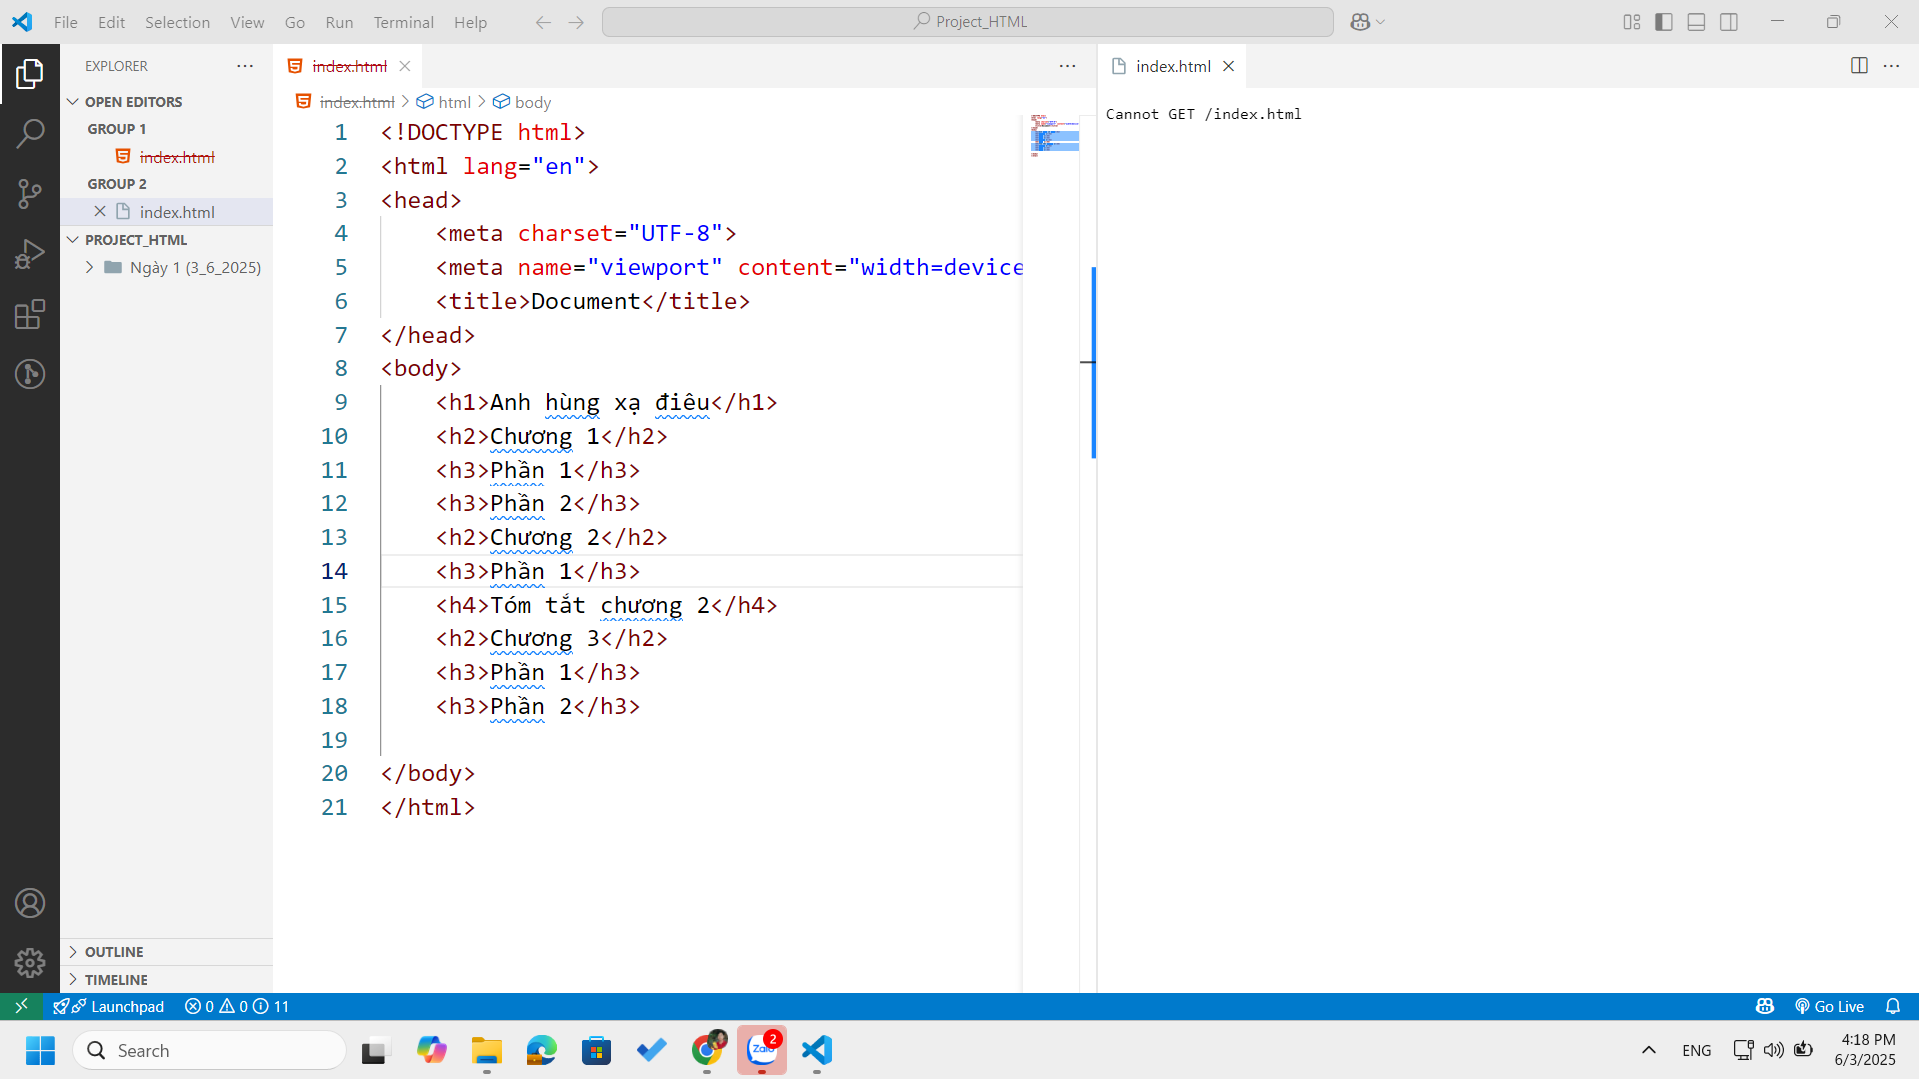 File Edit Selection View Go Run Terminal Help
Project_HTML
EXPLORER
OPEN EDITORS
GROUP 1
index.html
GROUP 2
index.html
PROJECT_HTML
Ngày 1 (3_6_2025)
OUTLINE
TIMELINE
index.html
index.html > html > body
1 <!DOCTYPE html>
2 <html lang="en">
3 <head>
4 <meta charset="UTF-8">
5 <meta name="viewport" content="width=device
6 <title>Document</title>
7 </head>
8 <body>
9 <h1>Anh hùng xạ điêu</h1>
10 <h2>Chương 1</h2>
11 <h3>Phần 1</h3>
12 <h3>Phần 2</h3>
13 <h2>Chương 2</h2>
14 <h3>Phần 1</h3>
15 <h4>Tóm tắt chương 2</h4>
16 <h2>Chương 3</h2>
17 <h3>Phần 1</h3>
18 <h3>Phần 2</h3>
19
20 </body>
21 </html>
index.html
Cannot GET /index.html
Launchpad 0 0 11
Go Live
Search
Zalo
2
ENG
4:18 PM
6/3/2025